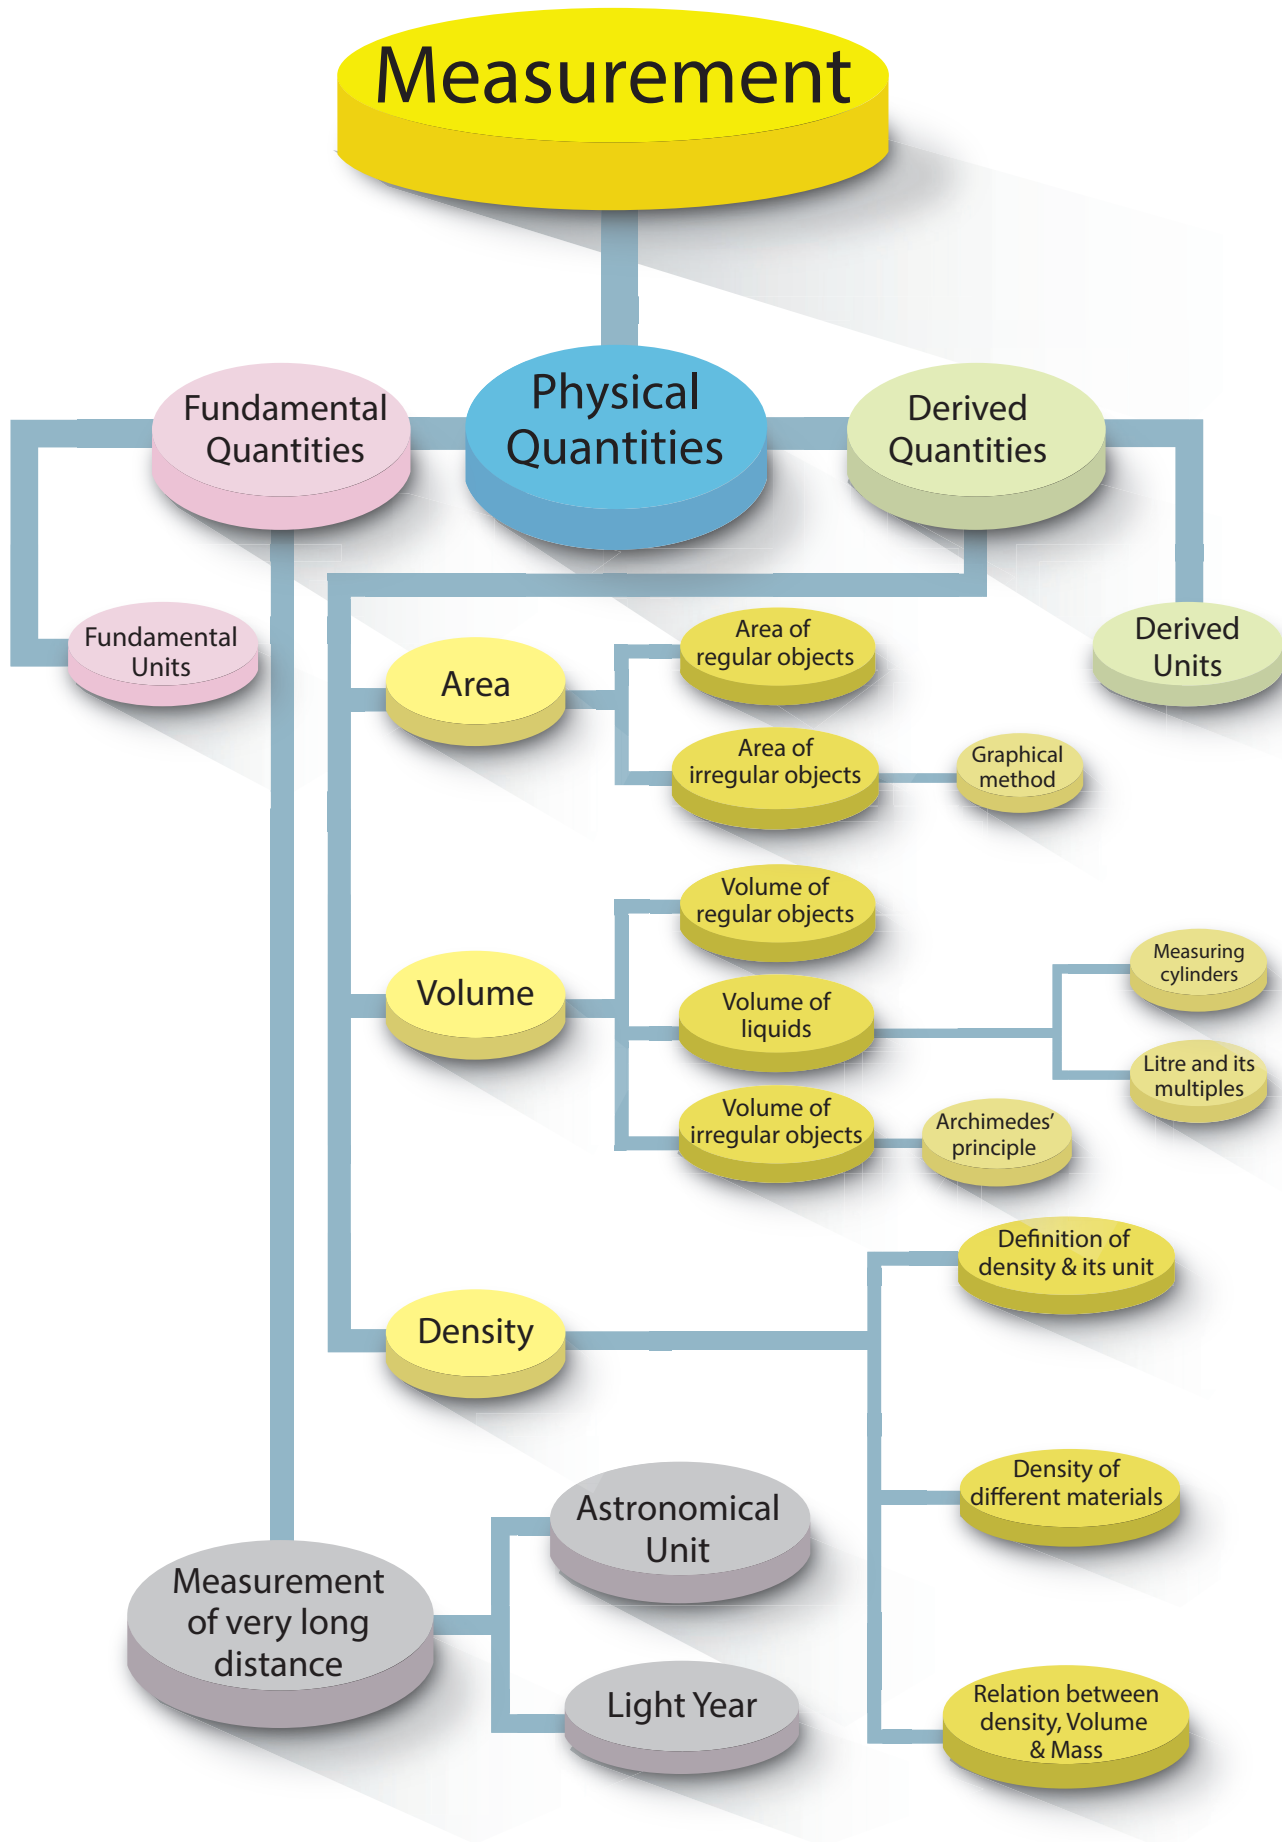 Measurement
Fundamental
Quantities
Physical
Quantities
Derived
Quantities
Fundamental
Units
Derived
Units
Area
Area of
regular objects
Area of
irregular objects
Graphical
method
Volume
Volume of
regular objects
Volume of
liquids
Measuring
cylinders
Litre and its
multiples
Volume of
irregular objects
Archimedes’
principle
Density
Definition of
density & its unit
Density of
different materials
Relation between
density, Volume
& Mass
Measurement
of very long
distance
Astronomical
Unit
Light Year